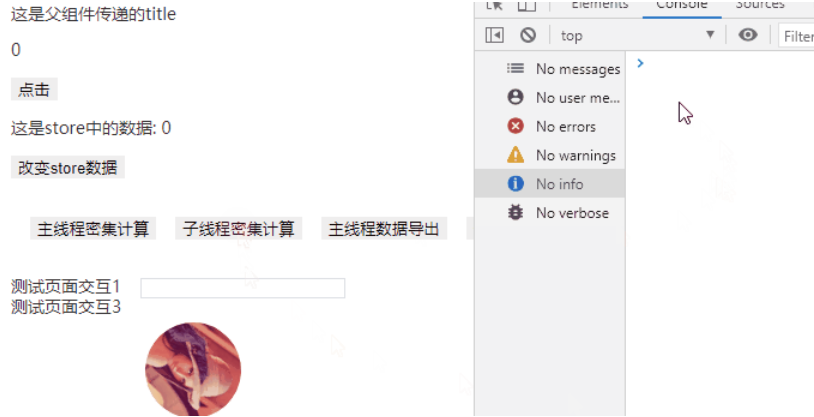 这是父组件传递的title
0
点击
这是store中的数据: 0
改变store数据
主线程密集计算 子线程密集计算 主线程数据导出
测试页面交互1
测试页面交互3
Elements Console Sources
top Filter
No messages
No user me...
No errors
No warnings
No info
No verbose